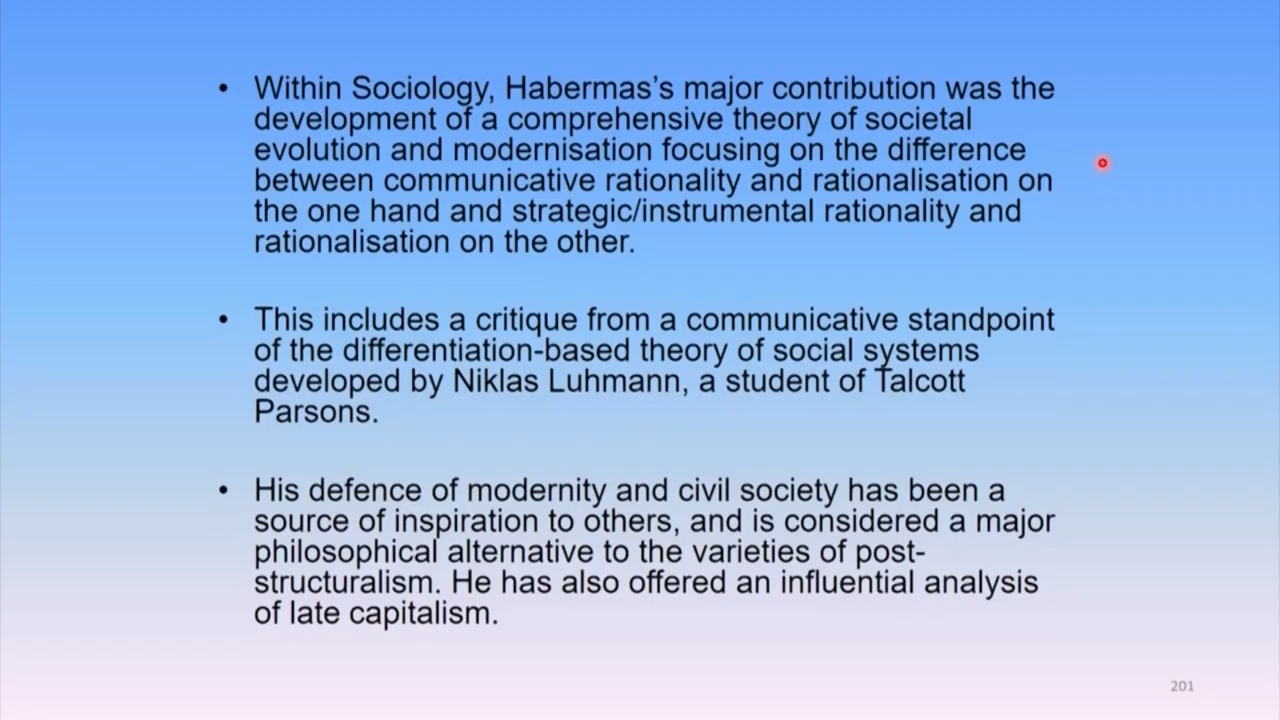 • Within Sociology, Habermas’s major contribution was the
development of a comprehensive theory of societal
evolution and modernisation focusing on the difference
between communicative rationality and rationalisation on
the one hand and strategic/instrumental rationality and
rationalisation on the other.
• This includes a critique from a communicative standpoint
of the differentiation-based theory of social systems
developed by Niklas Luhmann, a student of Talcott
Parsons.
• His defence of modernity and civil society has been a
source of inspiration to others, and is considered a major
philosophical alternative to the varieties of post-
structuralism. He has also offered an influential analysis
of late capitalism.
201